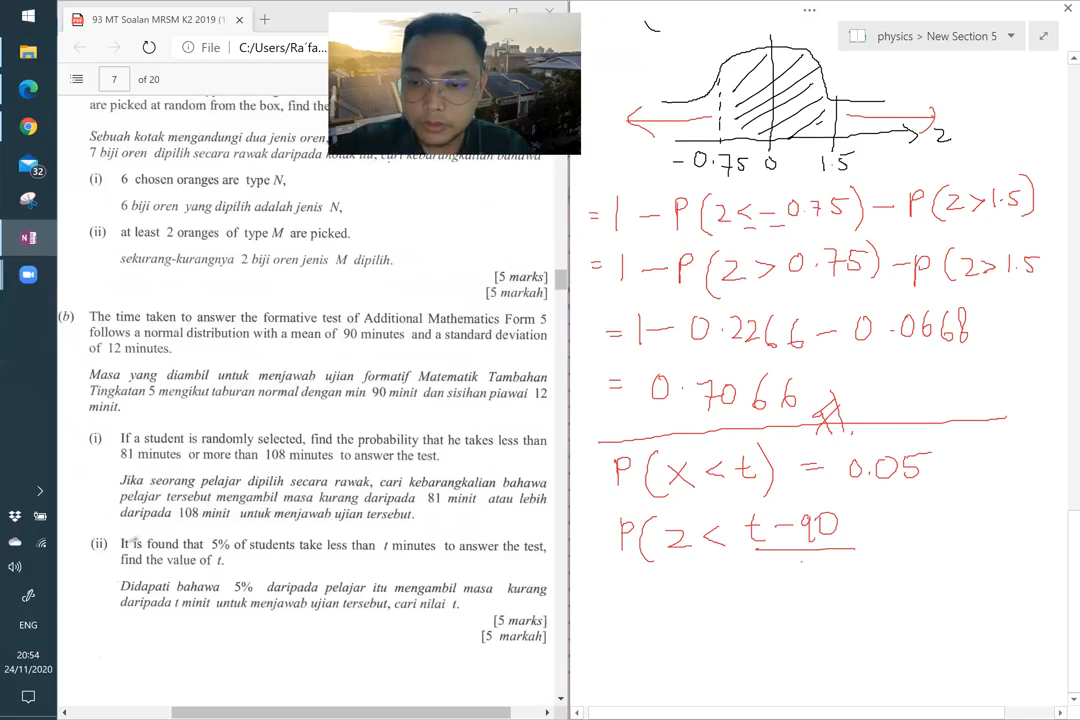 93 MT Soalan MRSM K2 2019 (1
File
C:/Users/Ra´fa...
7 of 20
are picked at random from the box, find the
Sebuah kotak mengandungi dua jenis oren
7 biji oren dipilih secara rawak daripada kotak itu, cari kebarangkalian bahawa
(i) 6 chosen oranges are type N,
6 biji oren yang dipilih adalah jenis N,
(ii) at least 2 oranges of type M are picked.
sekurang-kurangnya 2 biji oren jenis M dipilih.
[5 marks]
[5 markah]
(b) The time taken to answer the formative test of Additional Mathematics Form 5
follows a normal distribution with a mean of 90 minutes and a standard deviation
of 12 minutes.
Masa yang diambil untuk menjawab ujian formatif Matematik Tambahan
Tingkatan 5 mengikut taburan normal dengan min 90 minit dan sisihan piawai 12
minit.
(i) If a student is randomly selected, find the probability that he takes less than
81 minutes or more than 108 minutes to answer the test.
Jika seorang pelajar dipilih secara rawak, cari kebarangkalian bahawa
pelajar tersebut mengambil masa kurang daripada 81 minit atau lebih
daripada 108 minit untuk menjawab ujian tersebut.
(ii) It is found that 5% of students take less than t minutes to answer the test,
find the value of t.
Didapati bahawa 5% daripada pelajar itu mengambil masa kurang
daripada t minit untuk menjawab ujian tersebut, cari nilai t.
[5 marks]
[5 markah]
32
ENG
20:54
24/11/2020
physics > New Section 5
z
-0.75 0 1.5
= 1 - P(z ≤ -0.75) - P(z > 1.5)
= 1 - P(z > 0.75) - P(z > 1.5
= 1 - 0.2266 - 0.0668
= 0.7066
P(x < t) = 0.05
P(z < t - 90